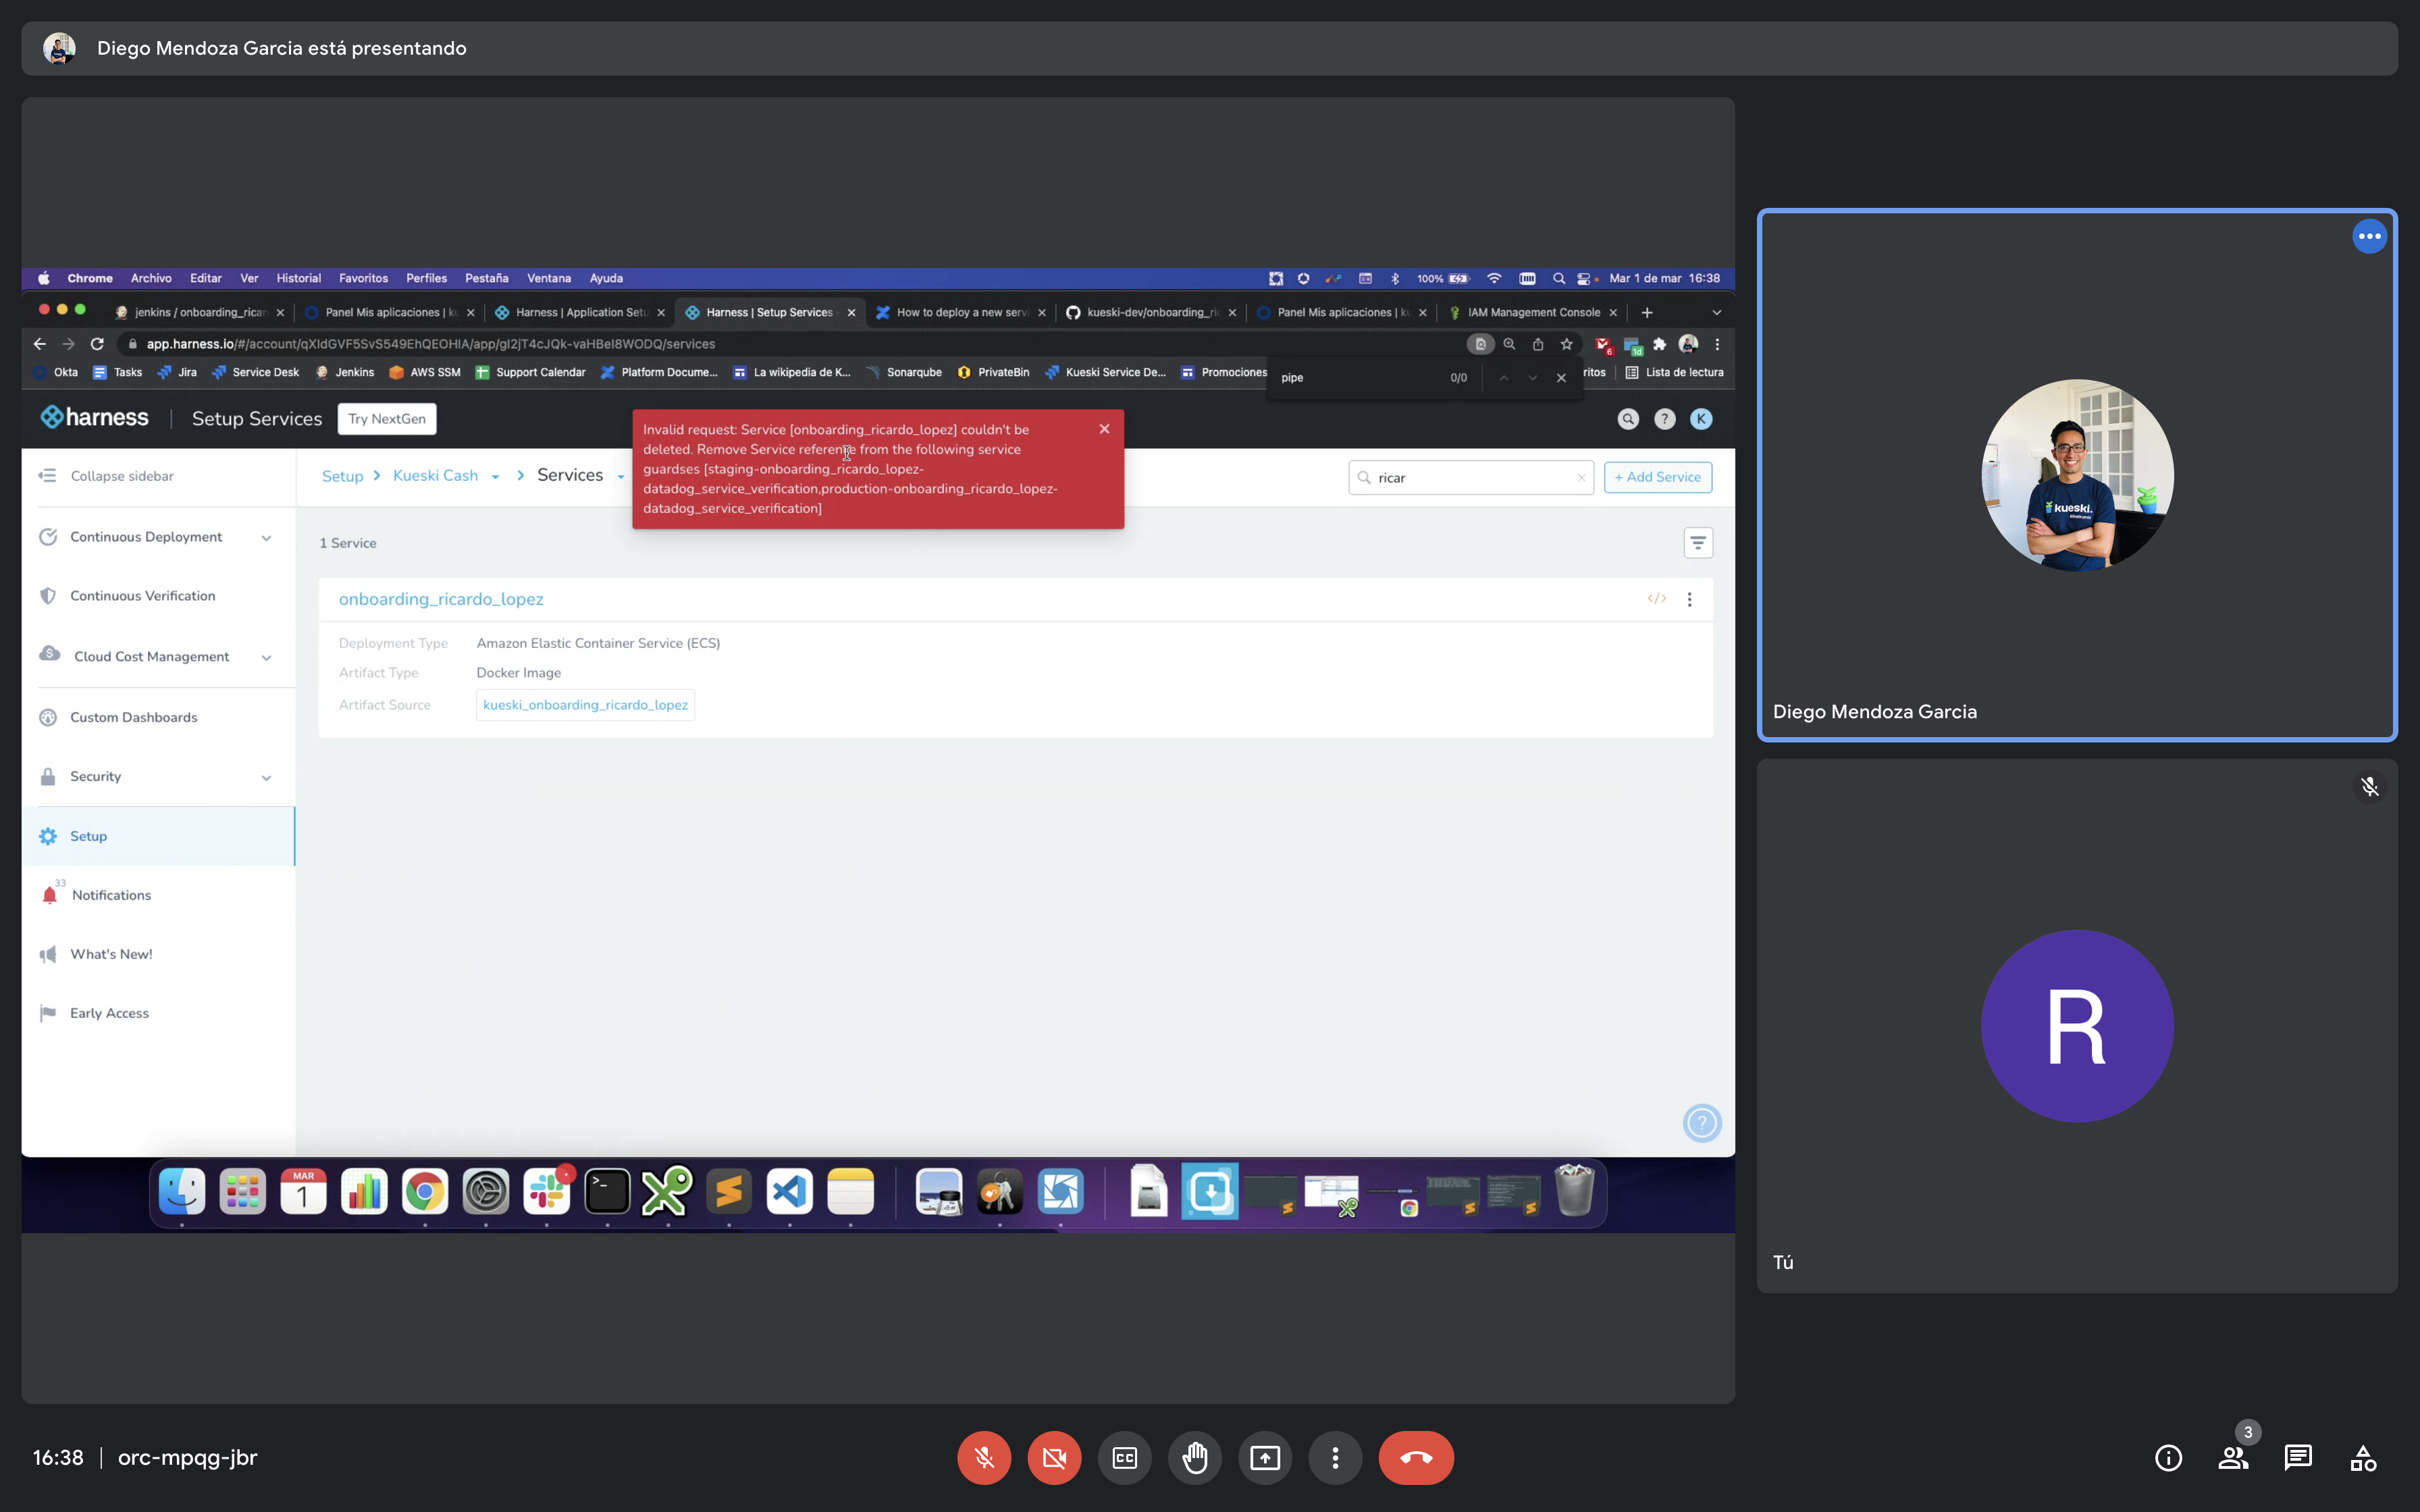 Diego Mendoza Garcia está presentando
Chrome Archivo Editar Ver Historial Favoritos Perfiles Pestaña Ventana Ayuda 100% Mar 1 de mar 16:38
jenkins / onboarding_rica Panel Mis aplicaciones | k Harness | Application Setu Harness | Setup Services - How to deploy a new servi kueski-dev/onboarding_ri Panel Mis aplicaciones | k IAM Management Console
app.harness.io/#/account/qXIdGVF5SvS549EhQEOHIA/app/gI2jT4cJQk-vaHBeI8WODQ/services 6 1d
Okta Tasks Jira Service Desk Jenkins AWS SSM Support Calendar Platform Docume... La wikipedia de K... Sonarqube PrivateBin Kueski Service De... Promociones ritos Lista de lectura
pipe 0/0
harness | Setup Services Try NextGen ? K
Invalid request: Service [onboarding_ricardo_lopez] couldn't be
deleted. Remove Service reference from the following service
guardses [staging-onboarding_ricardo_lopez-
datadog_service_verification,production-onboarding_ricardo_lopez-
datadog_service_verification]
Collapse sidebar
Setup > Kueski Cash > Services
ricar
+ Add Service
Continuous Deployment
Continuous Verification
Cloud Cost Management
Custom Dashboards
Security
Setup
33
Notifications
What's New!
Early Access
1 Service
onboarding_ricardo_lopez </>
Deployment Type Amazon Elastic Container Service (ECS)
Artifact Type Docker Image
Artifact Source kueski_onboarding_ricardo_lopez
?
MAR
1
kueski.
Diego Mendoza Garcia
R
Tú
16:38 | orc-mpqg-jbr
CC
3